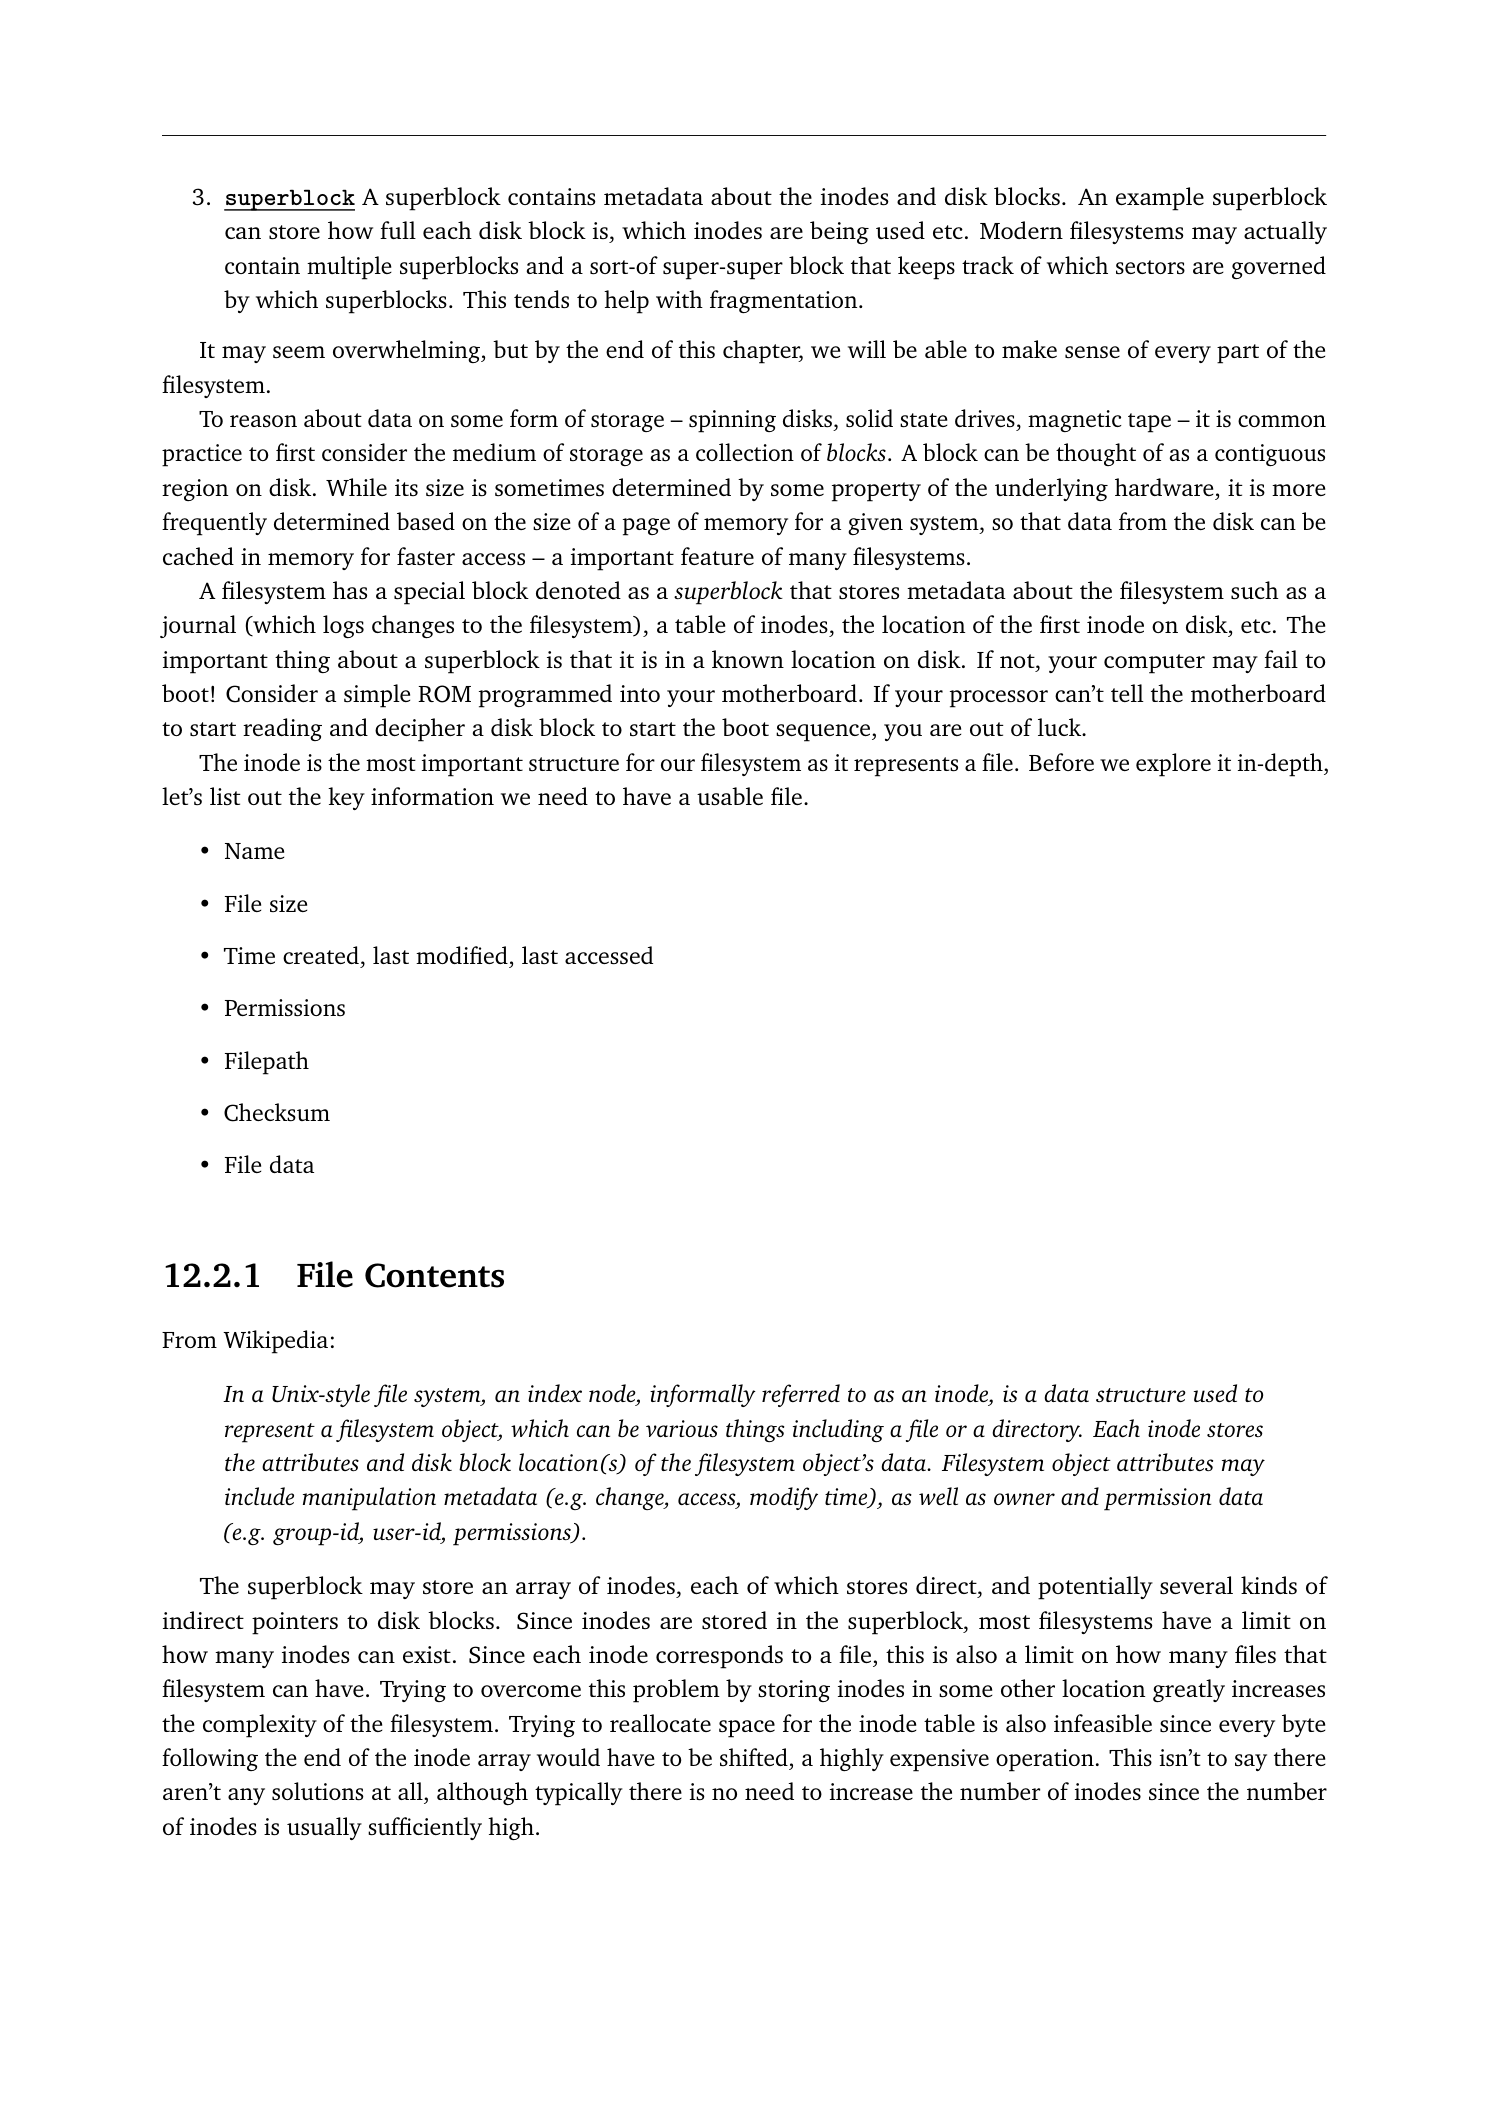 3. superblock A superblock contains metadata about the inodes and disk blocks. An example superblock
can store how full each disk block is, which inodes are being used etc. Modern filesystems may actually
contain multiple superblocks and a sort-of super-super block that keeps track of which sectors are governed
by which superblocks. This tends to help with fragmentation.
It may seem overwhelming, but by the end of this chapter, we will be able to make sense of every part of the
filesystem.
To reason about data on some form of storage – spinning disks, solid state drives, magnetic tape – it is common
practice to first consider the medium of storage as a collection of blocks. A block can be thought of as a contiguous
region on disk. While its size is sometimes determined by some property of the underlying hardware, it is more
frequently determined based on the size of a page of memory for a given system, so that data from the disk can be
cached in memory for faster access – a important feature of many filesystems.
A filesystem has a special block denoted as a superblock that stores metadata about the filesystem such as a
journal (which logs changes to the filesystem), a table of inodes, the location of the first inode on disk, etc. The
important thing about a superblock is that it is in a known location on disk. If not, your computer may fail to
boot! Consider a simple ROM programmed into your motherboard. If your processor can’t tell the motherboard
to start reading and decipher a disk block to start the boot sequence, you are out of luck.
The inode is the most important structure for our filesystem as it represents a file. Before we explore it in-depth,
let’s list out the key information we need to have a usable file.
• Name
• File size
• Time created, last modified, last accessed
• Permissions
• Filepath
• Checksum
• File data
12.2.1 File Contents
From Wikipedia:
In a Unix-style file system, an index node, informally referred to as an inode, is a data structure used to
represent a filesystem object, which can be various things including a file or a directory. Each inode stores
the attributes and disk block location(s) of the filesystem object’s data. Filesystem object attributes may
include manipulation metadata (e.g. change, access, modify time), as well as owner and permission data
(e.g. group-id, user-id, permissions).
The superblock may store an array of inodes, each of which stores direct, and potentially several kinds of
indirect pointers to disk blocks. Since inodes are stored in the superblock, most filesystems have a limit on
how many inodes can exist. Since each inode corresponds to a file, this is also a limit on how many files that
filesystem can have. Trying to overcome this problem by storing inodes in some other location greatly increases
the complexity of the filesystem. Trying to reallocate space for the inode table is also infeasible since every byte
following the end of the inode array would have to be shifted, a highly expensive operation. This isn’t to say there
aren’t any solutions at all, although typically there is no need to increase the number of inodes since the number
of inodes is usually sufficiently high.